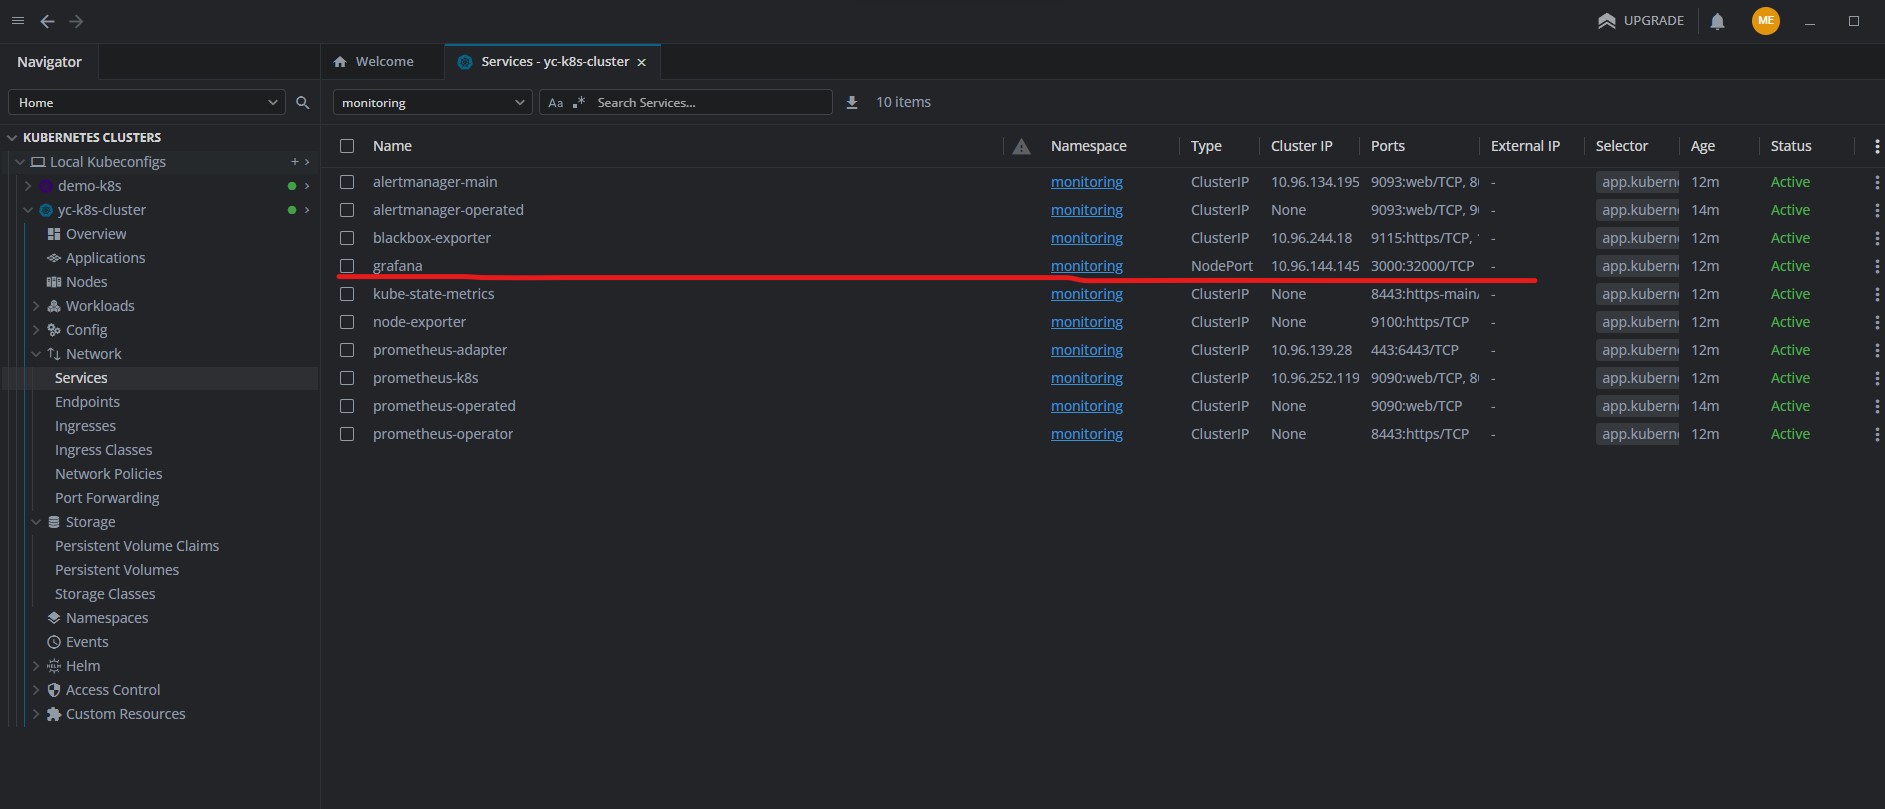 UPGRADE
ME
Navigator
Welcome
Services - yc-k8s-cluster
Home
monitoring
Aa .* Search Services...
10 items
KUBERNETES CLUSTERS
Local Kubeconfigs
demo-k8s
yc-k8s-cluster
Overview
Applications
Nodes
Workloads
Config
Network
Services
Endpoints
Ingresses
Ingress Classes
Network Policies
Port Forwarding
Storage
Persistent Volume Claims
Persistent Volumes
Storage Classes
Namespaces
Events
Helm
Access Control
Custom Resources
Name Namespace Type Cluster IP Ports External IP Selector Age Status
alertmanager-main monitoring ClusterIP 10.96.134.195 9093:web/TCP, 8 - app.kubern 12m Active
alertmanager-operated monitoring ClusterIP None 9093:web/TCP, 9 - app.kubern 14m Active
blackbox-exporter monitoring ClusterIP 10.96.244.18 9115:https/TCP, - app.kubern 12m Active
grafana monitoring NodePort 10.96.144.145 3000:32000/TCP - app.kubern 12m Active
kube-state-metrics monitoring ClusterIP None 8443:https-main/ - app.kubern 12m Active
node-exporter monitoring ClusterIP None 9100:https/TCP - app.kubern 12m Active
prometheus-adapter monitoring ClusterIP 10.96.139.28 443:6443/TCP - app.kubern 12m Active
prometheus-k8s monitoring ClusterIP 10.96.252.119 9090:web/TCP, 8 - app.kubern 12m Active
prometheus-operated monitoring ClusterIP None 9090:web/TCP - app.kubern 14m Active
prometheus-operator monitoring ClusterIP None 8443:https/TCP - app.kubern 12m Active